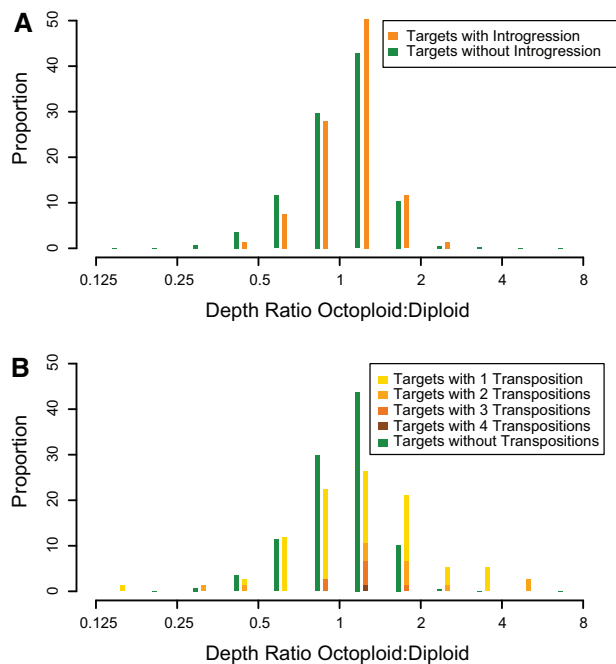 A
Proportion
50
40
30
20
10
0
Targets with Introgression
Targets without Introgression
0.125 0.25 0.5 1 2 4 8
Depth Ratio Octoploid:Diploid
B
Proportion
50
40
30
20
10
0
Targets with 1 Transposition
Targets with 2 Transpositions
Targets with 3 Transpositions
Targets with 4 Transpositions
Targets without Transpositions
0.125 0.25 0.5 1 2 4 8
Depth Ratio Octoploid:Diploid